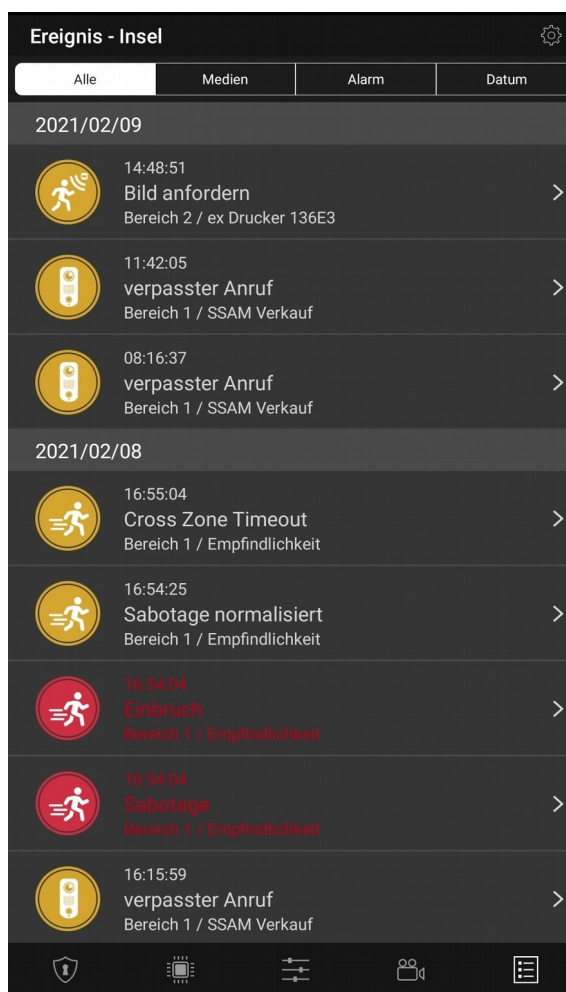 Ereignis - Insel
Alle Medien Alarm Datum
2021/02/09
14:48:51
Bild anfordern
Bereich 2 / ex Drucker 136E3
11:42:05
verpasster Anruf
Bereich 1 / SSAM Verkauf
08:16:37
verpasster Anruf
Bereich 1 / SSAM Verkauf
2021/02/08
16:55:04
Cross Zone Timeout
Bereich 1 / Empfindlichkeit
16:54:25
Sabotage normalisiert
Bereich 1 / Empfindlichkeit
16:54:04
Einbruch
Bereich 1 / Empfindlichkeit
16:54:04
Sabotage
Bereich 1 / Empfindlichkeit
16:15:59
verpasster Anruf
Bereich 1 / SSAM Verkauf